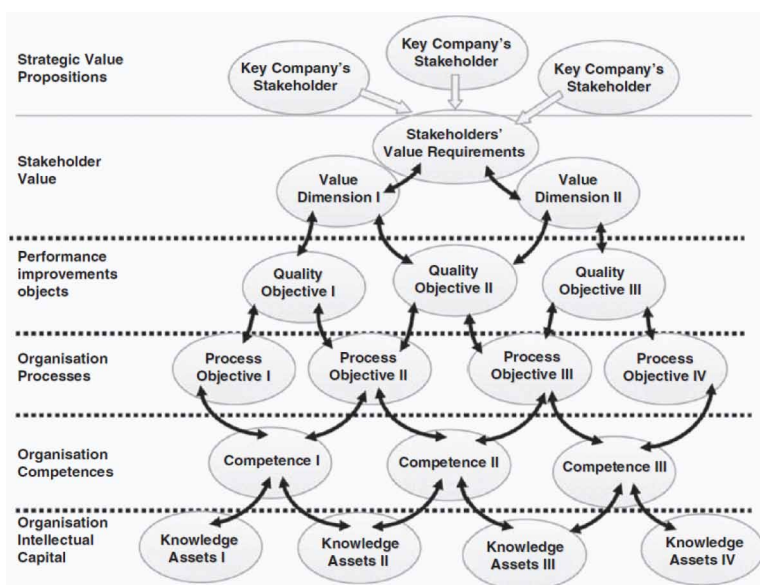 Strategic Value
Propositions
Key Company's
Stakeholder
Key Company's
Stakeholder
Key Company's
Stakeholder
Stakeholders'
Value Requirements
Stakeholder
Value
Value
Dimension I
Value
Dimension II
Performance
improvements
objects
Quality
Objective I
Quality
Objective II
Quality
Objective III
Organisation
Processes
Process
Objective I
Process
Objective II
Process
Objective III
Process
Objective IV
Organisation
Competences
Competence I
Competence II
Competence III
Organisation
Intellectual
Capital
Knowledge
Assets I
Knowledge
Assets II
Knowledge
Assets III
Knowledge
Assets IV